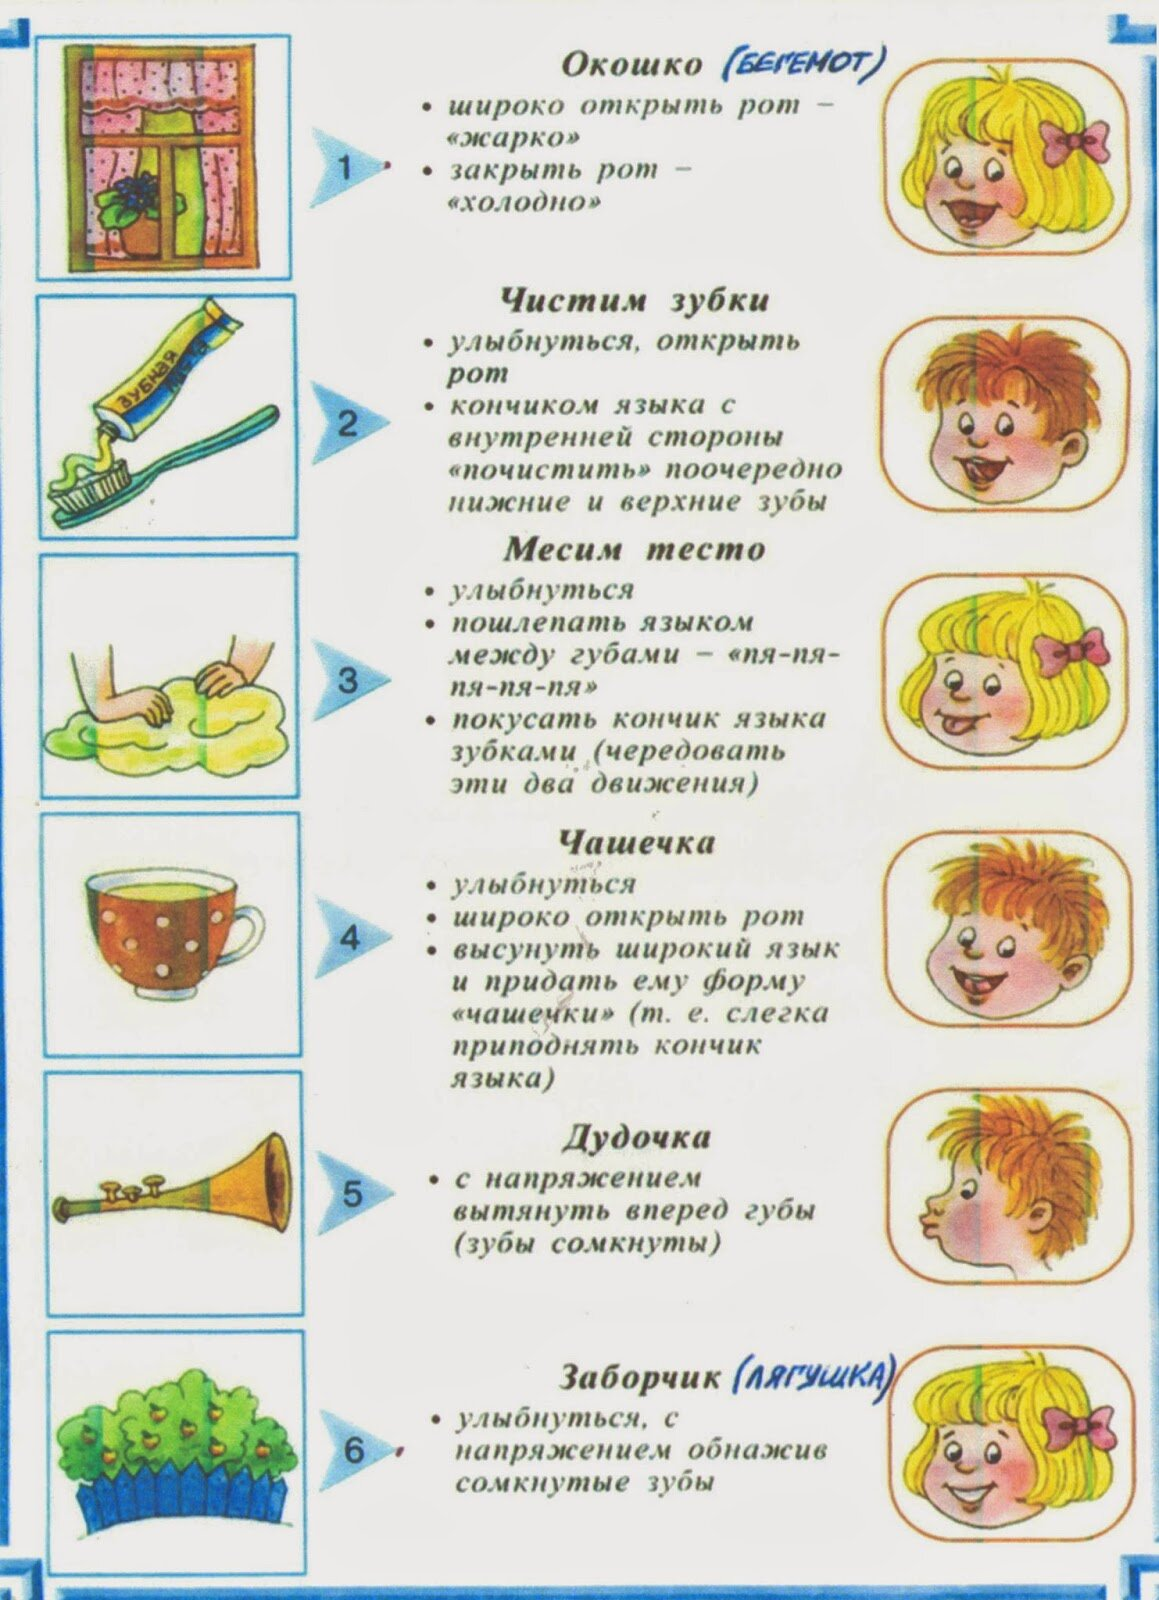 Окошко (БЕГЕМОТ)
• широко открыть рот –
«жарко»
• закрыть рот –
«холодно»
1
Чистим зубки
• улыбнуться, открыть
рот
• кончиком языка с
внутренней стороны
«почистить» поочередно
нижние и верхние зубы
ЗУБНАЯ
2
Месим тесто
• улыбнуться
• пошлепать языком
между губами – «пя-пя-
пя-пя-пя»
• покусать кончик языка
зубками (чередовать
эти два движения)
3
Чашечка
• улыбнуться
• широко открыть рот
• высунуть широкий язык
и придать ему форму
«чашечки» (т. е. слегка
приподнять кончик
языка)
4
Дудочка
• с напряжением
вытянуть вперед губы
(зубы сомкнуты)
5
Заборчик (ЛЯГУШКА)
• улыбнуться, с
напряжением обнажив
сомкнутые зубы
6